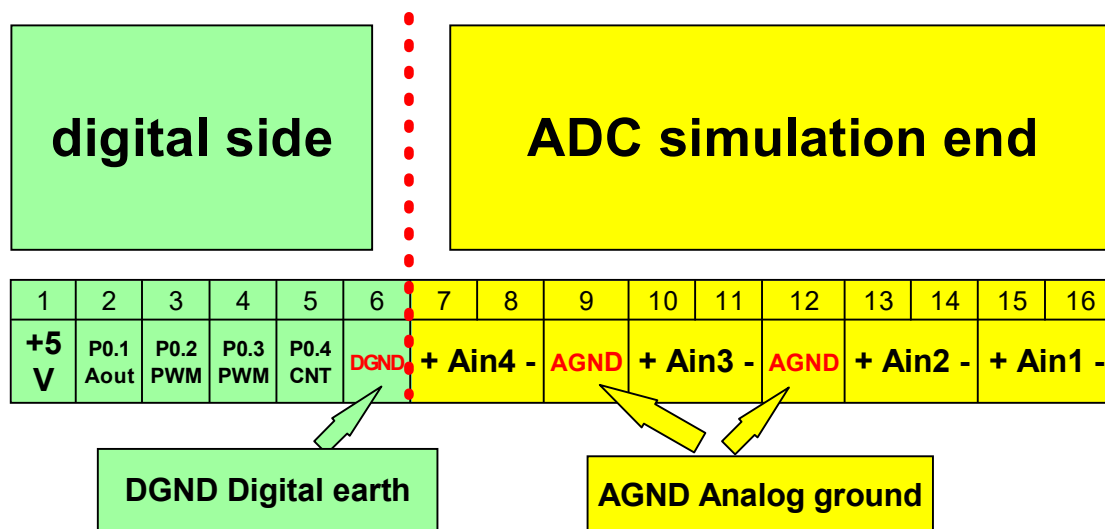 digital side
ADC simulation end
1 2 3 4 5 6 7 8 9 10 11 12 13 14 15 16
+5 V
P0.1 Aout
P0.2 PWM
P0.3 PWM
P0.4 CNT
DGND
+ Ain4 -
AGND
+ Ain3 -
AGND
+ Ain2 -
+ Ain1 -
DGND Digital earth
AGND Analog ground